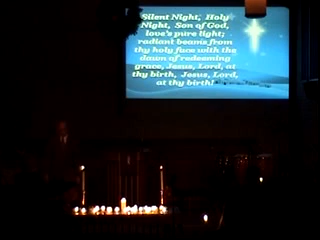 Silent Night, Holy
Night, Son of God,
love's pure light;
radiant beams from
thy holy face with the
dawn of redeeming
grace, Jesus, Lord, at
thy birth, Jesus, Lord,
at thy birth!